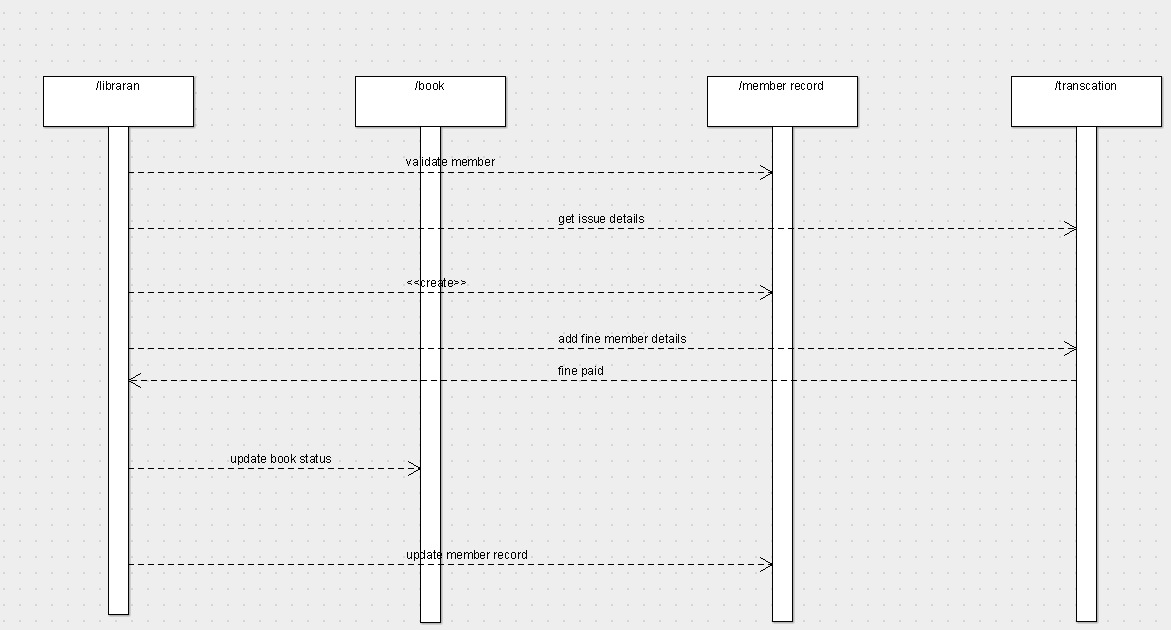 /libraran
/book
/member record
/transcation
validate member
get issue details
<<create>>
add fine member details
fine paid
update book status
update member record